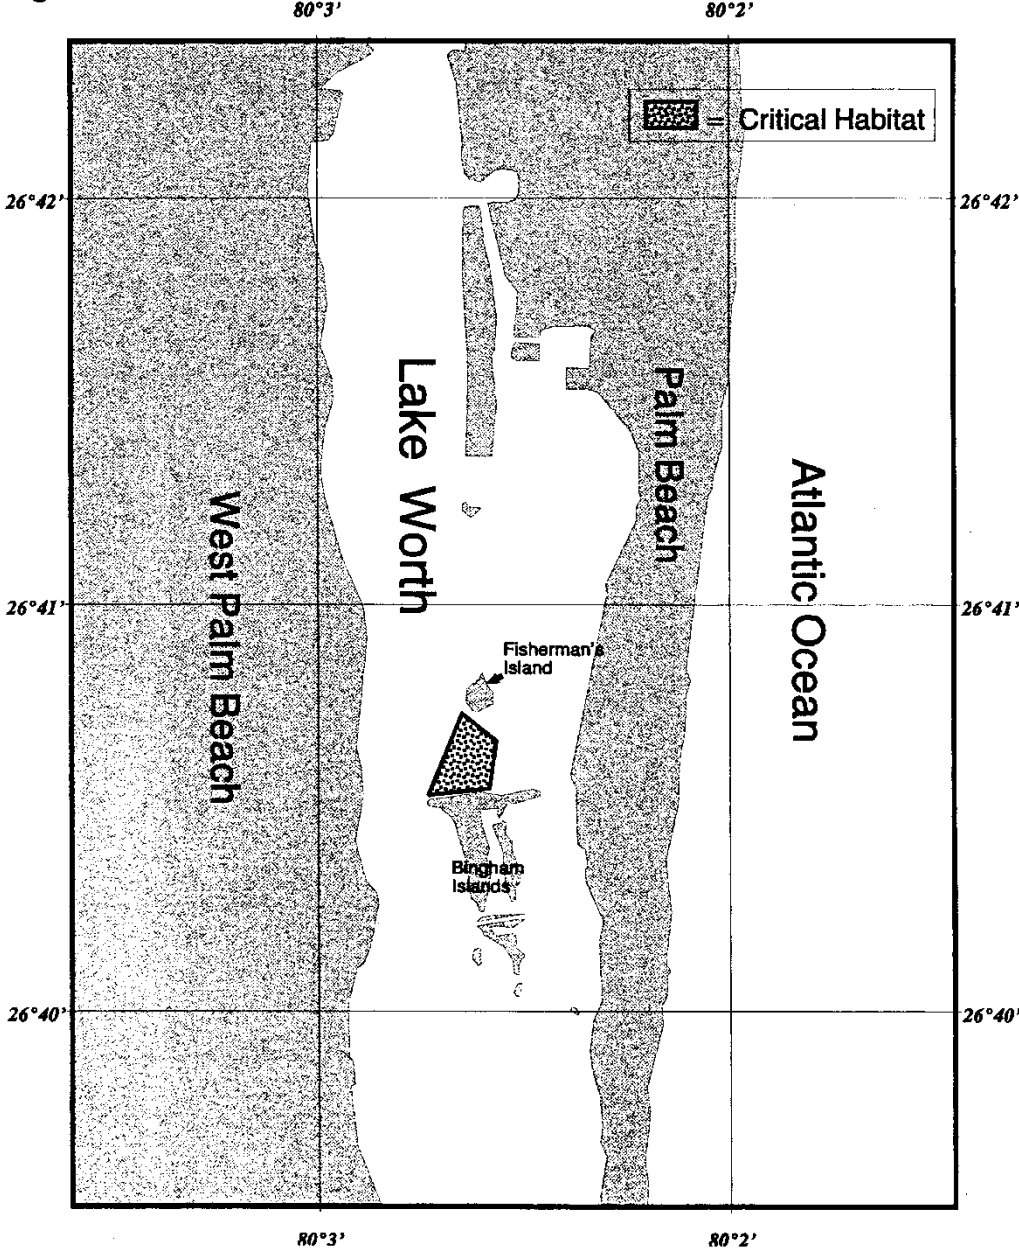 80°3'
80°2'
= Critical Habitat
26°42'
26°42'
Lake Worth
Palm Beach
Atlantic Ocean
West Palm Beach
26°41'
26°41'
Fisherman's
Island
Bingham
Islands
26°40'
26°40'
80°3'
80°2'